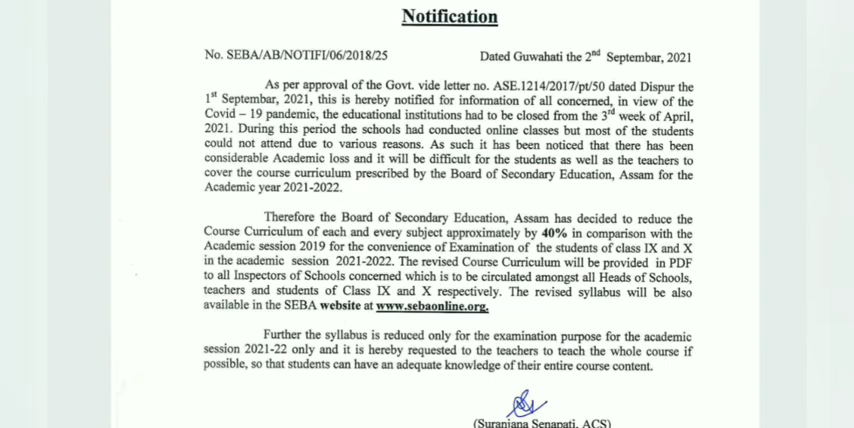 Notification
No. SEBA/AB/NOTIFI/06/2018/25 Dated Guwahati the 2nd Septembar, 2021
As per approval of the Govt. vide letter no. ASE.1214/2017/pt/50 dated Dispur the
1st Septembar, 2021, this is hereby notified for information of all concerned, in view of the
Covid – 19 pandemic, the educational institutions had to be closed from the 3rd week of April,
2021. During this period the schools had conducted online classes but most of the students
could not attend due to various reasons. As such it has been noticed that there has been
considerable Academic loss and it will be difficult for the students as well as the teachers to
cover the course curriculum prescribed by the Board of Secondary Education, Assam for the
Academic year 2021-2022.
Therefore the Board of Secondary Education, Assam has decided to reduce the
Course Curriculum of each and every subject approximately by 40% in comparison with the
Academic session 2019 for the convenience of Examination of the students of class IX and X
in the academic session 2021-2022. The revised Course Curriculum will be provided in PDF
to all Inspectors of Schools concerned which is to be circulated amongst all Heads of Schools,
teachers and students of Class IX and X respectively. The revised syllabus will be also
available in the SEBA website at www.sebaonline.org.
Further the syllabus is reduced only for the examination purpose for the academic
session 2021-22 only and it is hereby requested to the teachers to teach the whole course if
possible, so that students can have an adequate knowledge of their entire course content.
(Suranjana Senapati, ACS)